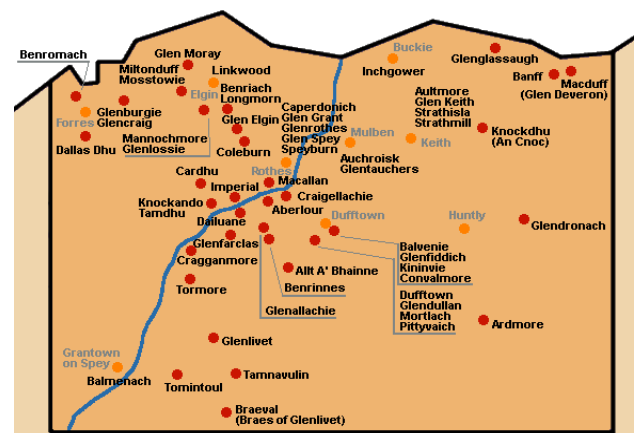 Benromach
Glen Moray
Miltonduff
Mosstowie
Linkwood
Elgin
Benriach
Longmorn
Glenburgie
Glencraig
Forres
Dallas Dhu
Mannochmore
Glenlossie
Glen Elgin
Coleburn
Buckie
Inchgower
Glenglassaugh
Banff
Macduff
(Glen Deveron)
Caperdonich
Glen Grant
Glenrothes
Glen Spey
Speyburn
Rothes
Mulben
Auchroisk
Glentauchers
Aultmore
Glen Keith
Strathisla
Strathmill
Keith
Knockdhu
(An Cnoc)
Cardhu
Imperial
Macallan
Craigellachie
Aberlour
Knockando
Tamdhu
Dailuane
Glenfarclas
Cragganmore
Tormore
Dufftown
Huntly
Glendronach
Allt A' Bhainne
Benrinnes
Glenallachie
Balvenie
Glenfiddich
Kininvie
Convalmore
Dufftown
Glendullan
Mortlach
Pittyvaich
Ardmore
Glenlivet
Grantown
on Spey
Balmenach
Tomintoul
Tamnavulin
Braeval
(Braes of Glenlivet)